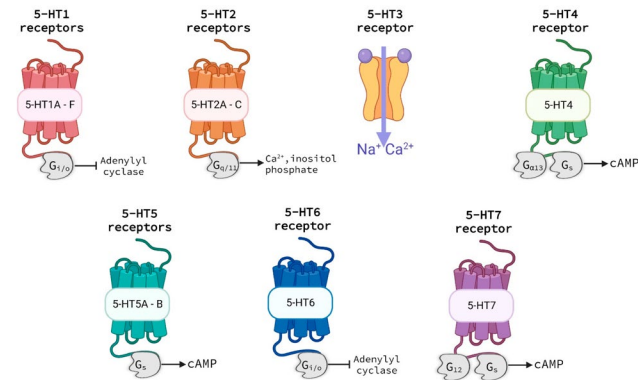 5-HT1
receptors
5-HT2
receptors
5-HT3
receptor
5-HT4
receptor
5-HT1A - F
5-HT2A - C
5-HT4
Gi/o
Adenylyl
cyclase
Gq/11
Ca²⁺,inositol
phosphate
Na⁺ Ca²⁺
Gα13
Gs
cAMP
5-HT5
receptors
5-HT6
receptor
5-HT7
receptor
5-HT5A - B
5-HT6
5-HT7
Gs
cAMP
Gi/o
Adenylyl
cyclase
G12
Gs
cAMP